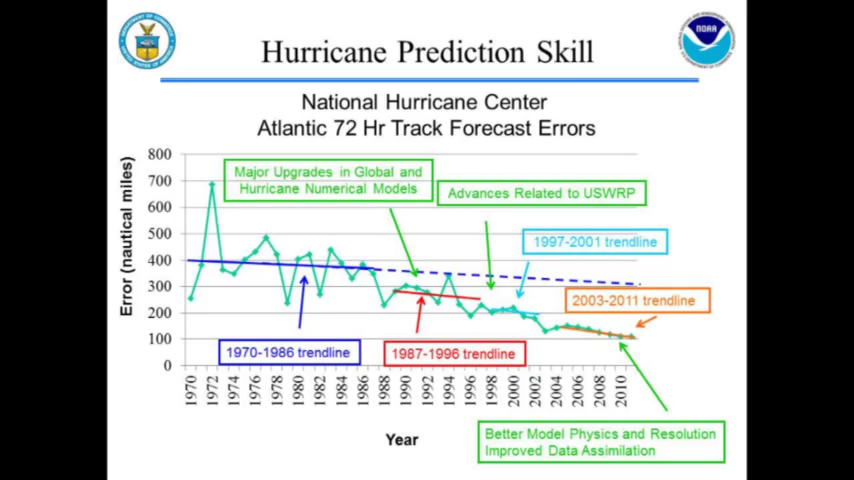 NOAA
Hurricane Prediction Skill
National Hurricane Center
Atlantic 72 Hr Track Forecast Errors
Error (nautical miles)
800
700
600
500
400
300
200
100
0
Major Upgrades in Global and
Hurricane Numerical Models
Advances Related to USWRP
1997-2001 trendline
2003-2011 trendline
1970-1986 trendline
1987-1996 trendline
1970
1972
1974
1976
1978
1980
1982
1984
1986
1988
1990
1992
1994
1996
1998
2000
2002
2004
2006
2008
2010
Year
Better Model Physics and Resolution
Improved Data Assimilation